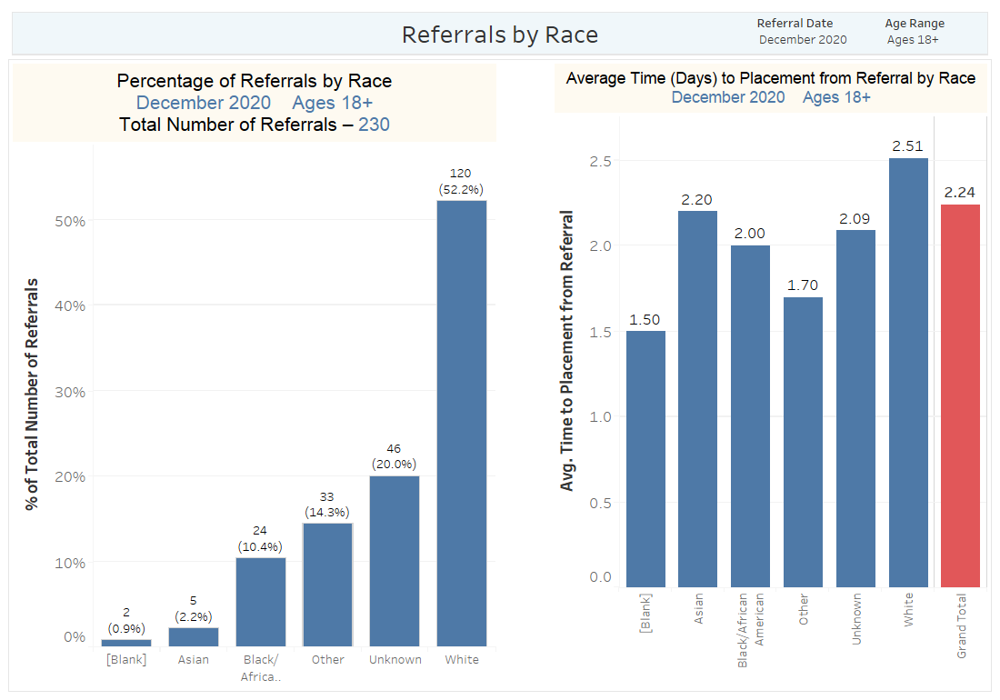 Referrals by Race
Referral Date
December 2020
Age Range
Ages 18+
Percentage of Referrals by Race
December 2020 Ages 18+
Total Number of Referrals – 230
% of Total Number of Referrals
50%
40%
30%
20%
10%
0%
2
(0.9%)
5
(2.2%)
24
(10.4%)
33
(14.3%)
46
(20.0%)
120
(52.2%)
[Blank]
Asian
Black/
Africa..
Other
Unknown
White
Average Time (Days) to Placement from Referral by Race
December 2020 Ages 18+
Avg. Time to Placement from Referral
2.5
2.0
1.5
1.0
0.5
0.0
1.50
2.20
2.00
1.70
2.09
2.51
2.24
[Blank]
Asian
Black/African
American
Other
Unknown
White
Grand Total